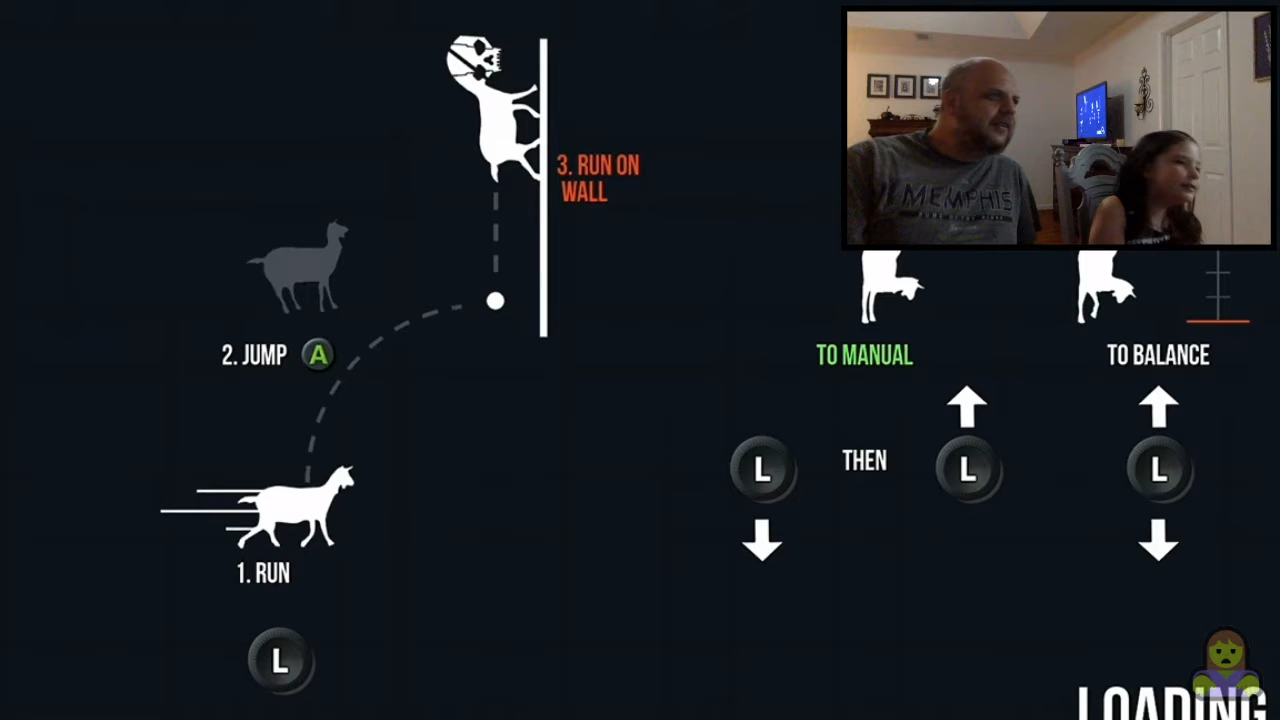 3. RUN ON
WALL
2. JUMP A
1. RUN
L
MEMPHIS
TO MANUAL
TO BALANCE
L THEN L L
LOADING